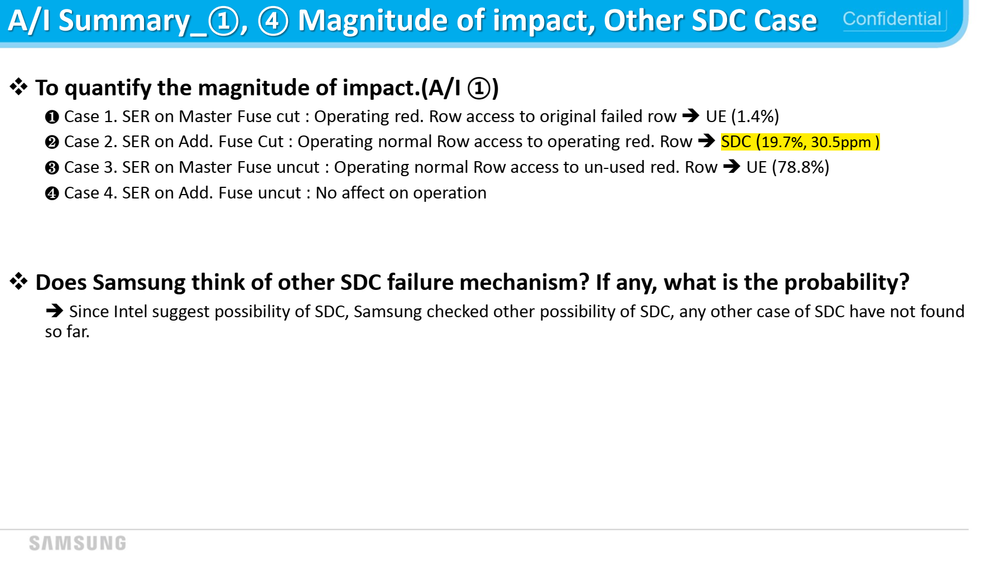 A/I Summary_①, ④ Magnitude of impact, Other SDC Case
Confidential
❖ To quantify the magnitude of impact.(A/I ①)
❶ Case 1. SER on Master Fuse cut : Operating red. Row access to original failed row ➔ UE (1.4%)
❷ Case 2. SER on Add. Fuse Cut : Operating normal Row access to operating red. Row ➔ SDC (19.7%, 30.5ppm )
❸ Case 3. SER on Master Fuse uncut : Operating normal Row access to un-used red. Row ➔ UE (78.8%)
❹ Case 4. SER on Add. Fuse uncut : No affect on operation
❖ Does Samsung think of other SDC failure mechanism? If any, what is the probability?
➔ Since Intel suggest possibility of SDC, Samsung checked other possibility of SDC, any other case of SDC have not found
so far.
SAMSUNG